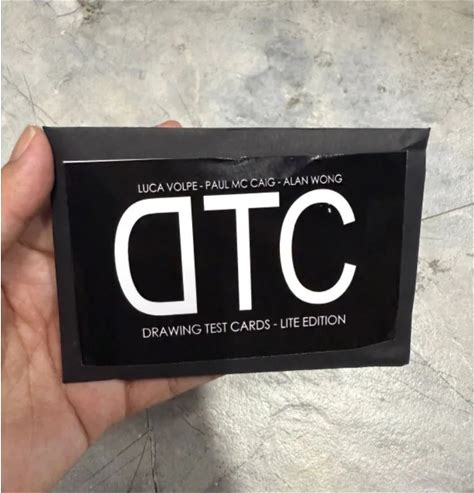 LUCA VOLPE - PAUL MC CAIG - ALAN WONG
DTC
DRAWING TEST CARDS - LITE EDITION